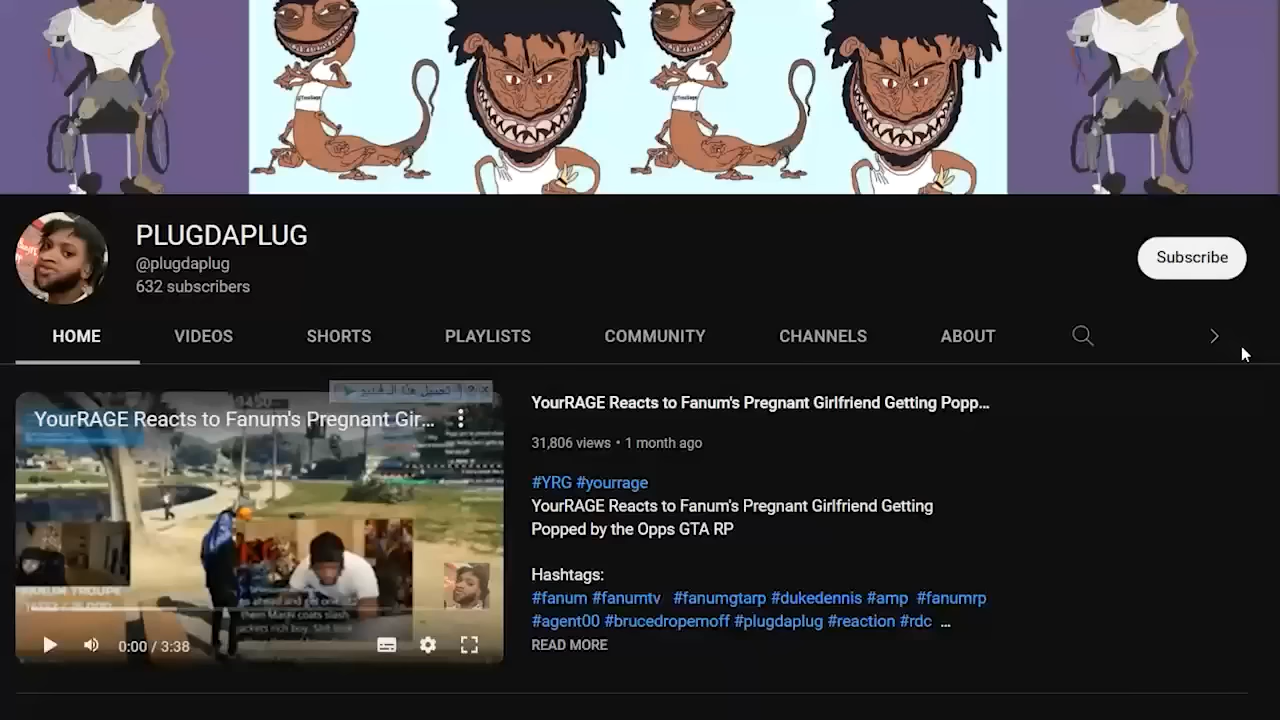 PLUGDAPLUG
@plugdaplug
632 subscribers
Subscribe
HOME
VIDEOS
SHORTS
PLAYLISTS
COMMUNITY
CHANNELS
ABOUT
YourRAGE Reacts to Fanum's Pregnant Gir...
0:00 / 3:38
YourRAGE Reacts to Fanum's Pregnant Girlfriend Getting Popp...
31,806 views • 1 month ago
#YRG #yourrage
YourRAGE Reacts to Fanum's Pregnant Girlfriend Getting
Popped by the Opps GTA RP
Hashtags:
#fanum #fanumtv #fanumgtarp #dukedennis #amp #fanumrp
#agent00 #brucedropemoff #plugdaplug #reaction #rdc ...
READ MORE